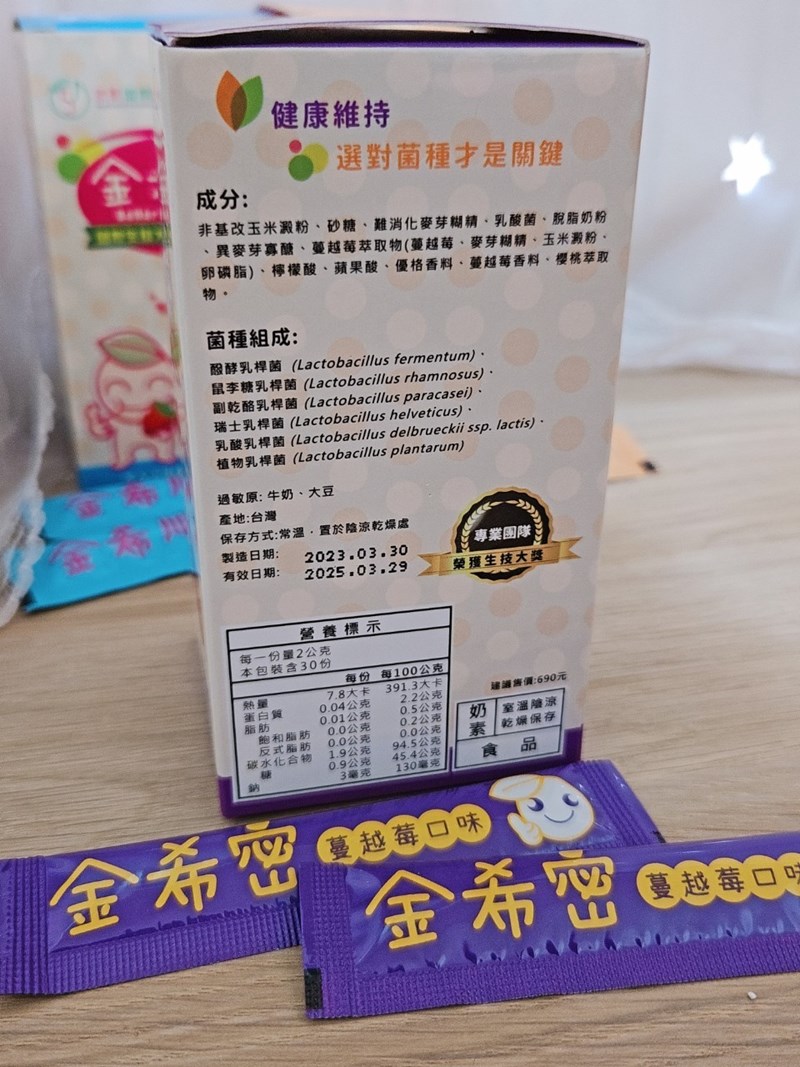 健康維持
選對菌種才是關鍵
成分:
非基改玉米澱粉、砂糖、難消化麥芽糊精、乳酸菌、脫脂奶粉
、異麥芽寡醣、蔓越莓萃取物(蔓越莓、麥芽糊精、玉米澱粉、
卵磷脂)、檸檬酸、蘋果酸、優格香料、蔓越莓香料、櫻桃萃取
物。
菌種組成:
醱酵乳桿菌 (Lactobacillus fermentum)、
鼠李糖乳桿菌 (Lactobacillus rhamnosus)、
副乾酪乳桿菌 (Lactobacillus paracasei)、
瑞士乳桿菌 (Lactobacillus helveticus)、
乳酸乳桿菌 (Lactobacillus delbrueckii ssp. lactis)、
植物乳桿菌 (Lactobacillus plantarum)
過敏原: 牛奶、大豆
產地:台灣
保存方式:常溫，置於陰涼乾燥處
製造日期: 2023.03.30
有效日期: 2025.03.29
專業團隊
榮獲生技大獎
營養標示
每一份量2公克
本包裝含30份
每份 每100公克
熱量 7.8大卡 391.3大卡
蛋白質 0.04公克 2.2公克
脂肪 0.01公克 0.5公克
飽和脂肪 0.0公克 0.2公克
反式脂肪 0.0公克 0.0公克
碳水化合物 1.9公克 94.5公克
糖 0.9公克 45.4公克
鈉 3毫克 130毫克
建議售價:690元
奶素 室溫陰涼
乾燥保存
食品
金希密 蔓越莓口味
金希密 蔓越莓口味
金希
金希
金